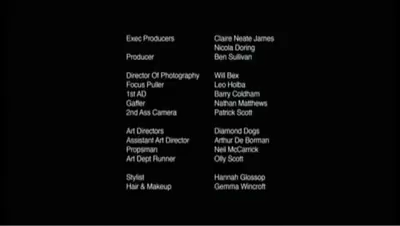 Exec Producers Claire Neate James
Nicola Doring
Producer Ben Sullivan
Director Of Photography Will Bex
Focus Puller Leo Holba
1st AD Barry Coldham
Gaffer Nathan Matthews
2nd Ass Camera Patrick Scott
Art Directors Diamond Dogs
Assistant Art Director Arthur De Borman
Propsman Neil McCarrick
Art Dept Runner Olly Scott
Stylist Hannah Glossop
Hair & Makeup Gemma Wincroft